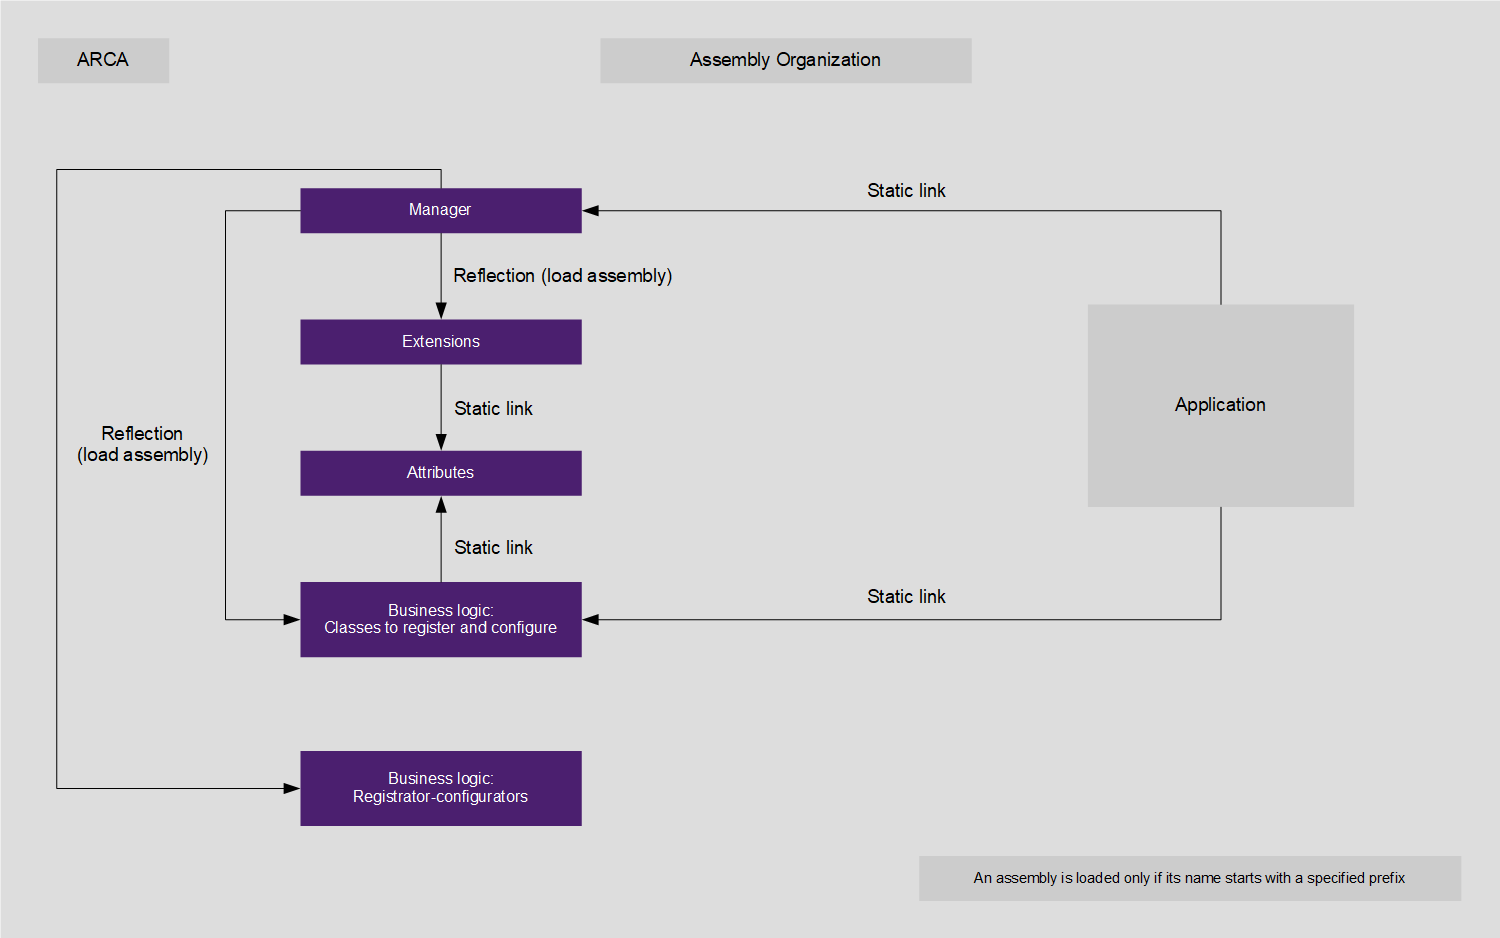 ARCA
Assembly Organization
Static link
Manager
Reflection (load assembly)
Extensions
Application
Static link
Reflection
(load assembly)
Attributes
Static link
Static link
Business logic:
Classes to register and configure
Business logic:
Registrator-configurators
An assembly is loaded only if its name starts with a specified prefix